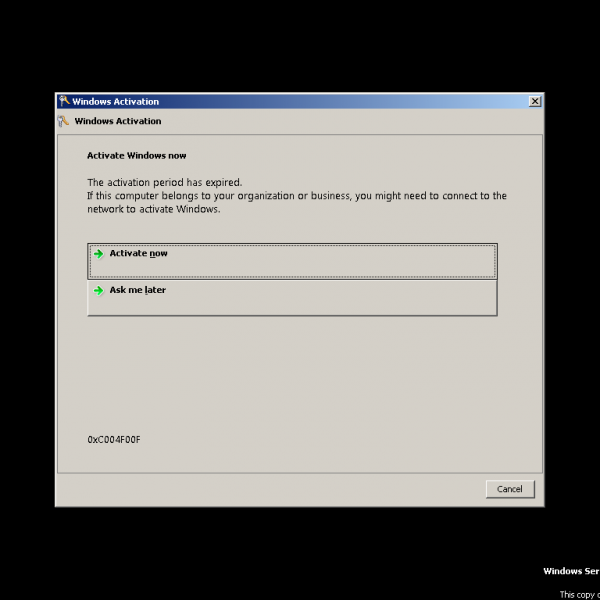 Windows Activation
Windows Activation
Activate Windows now
The activation period has expired.
If this computer belongs to your organization or business, you might need to connect to the
network to activate Windows.
Activate now
Ask me later
0xC004F00F
Cancel
Windows Ser
This copy